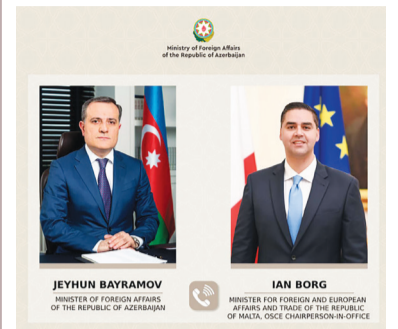 Ministry of Foreign Affairs
of the Republic of Azerbaijan
JEYHUN BAYRAMOV
MINISTER OF FOREIGN AFFAIRS
OF THE REPUBLIC OF AZERBAIJAN
IAN BORG
MINISTER FOR FOREIGN AND EUROPEAN
AFFAIRS AND TRADE OF THE REPUBLIC
OF MALTA, OSCE CHAIRPERSON-IN-OFFICE